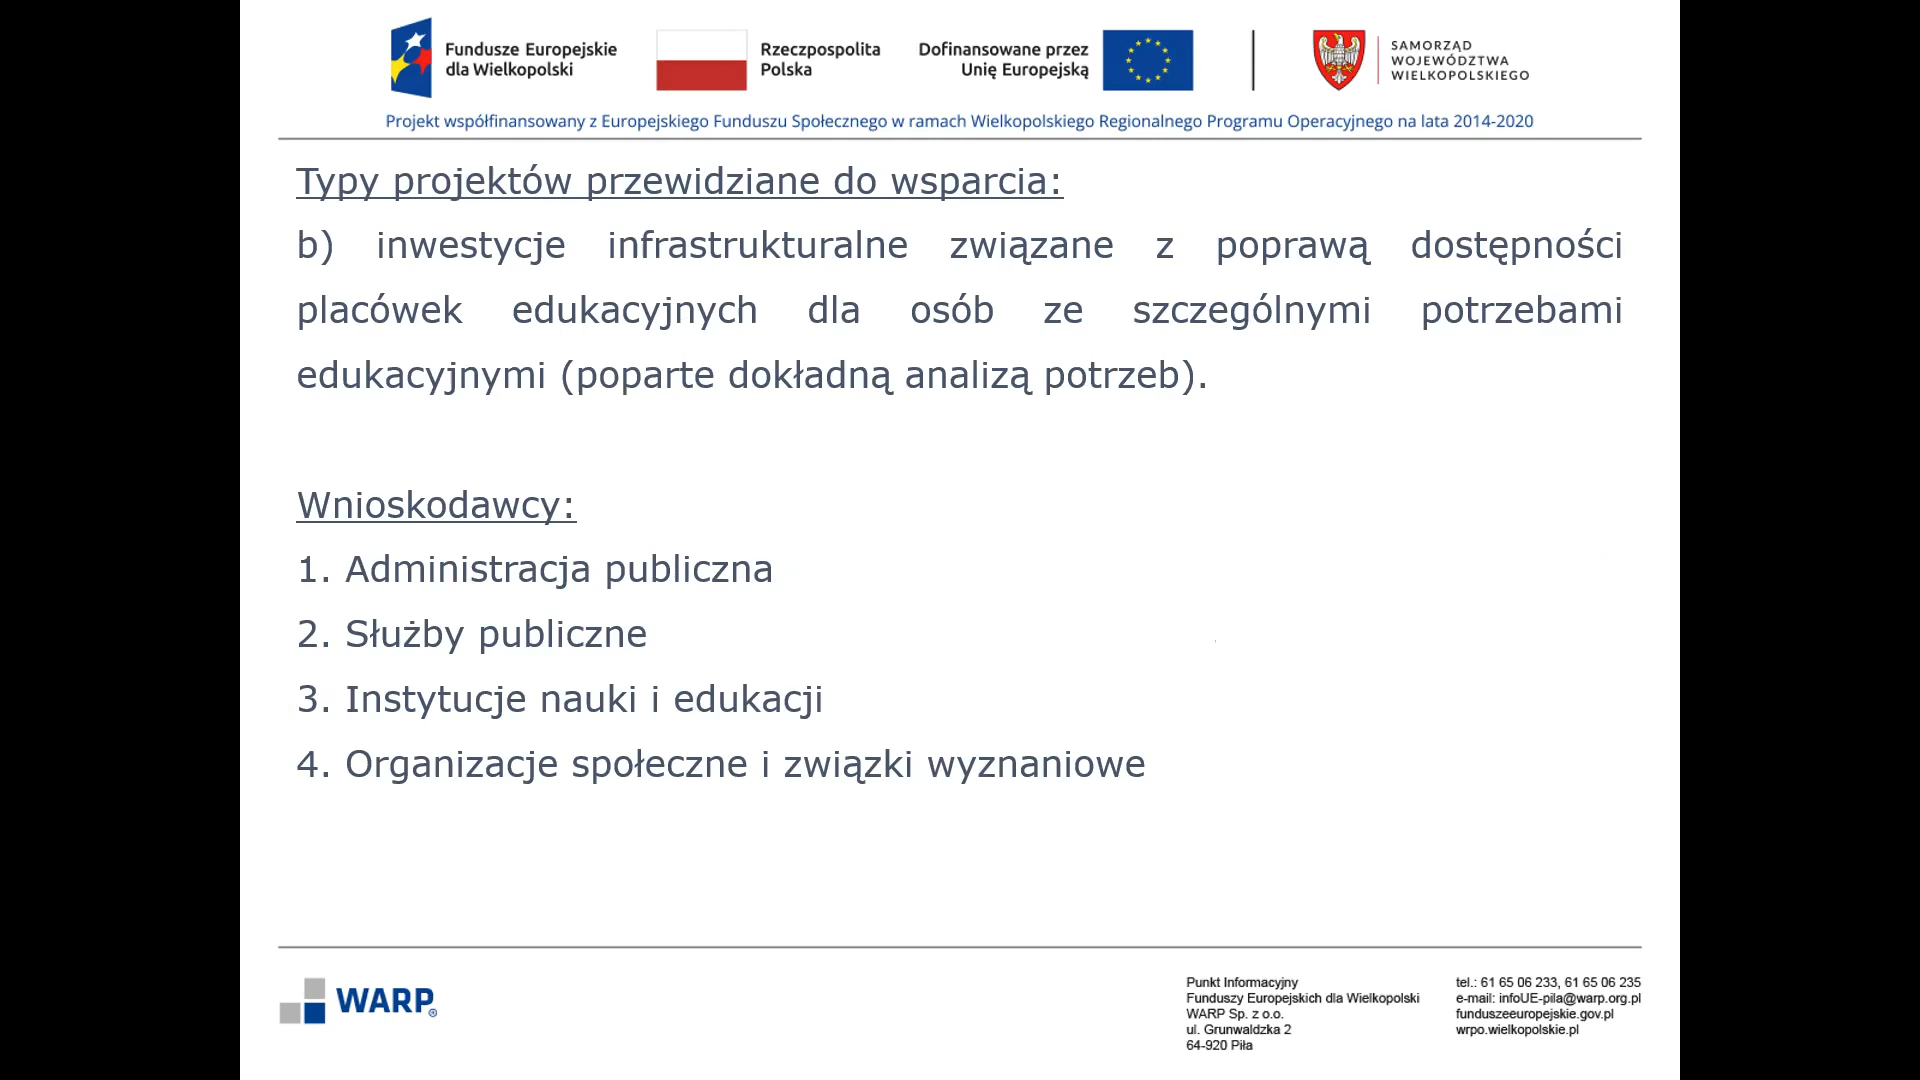 Fundusze Europejskie
dla Wielkopolski
Rzeczpospolita
Polska
Dofinansowane przez
Unię Europejską
SAMORZĄD
WOJEWÓDZTWA
WIELKOPOLSKIEGO
Projekt współfinansowany z Europejskiego Funduszu Społecznego w ramach Wielkopolskiego Regionalnego Programu Operacyjnego na lata 2014-2020
Typy projektów przewidziane do wsparcia:
b) inwestycje infrastrukturalne związane z poprawą dostępności
placówek edukacyjnych dla osób ze szczególnymi potrzebami
edukacyjnymi (poparte dokładną analizą potrzeb).
Wnioskodawcy:
1. Administracja publiczna
2. Służby publiczne
3. Instytucje nauki i edukacji
4. Organizacje społeczne i związki wyznaniowe
WARP®
Punkt Informacyjny
Funduszy Europejskich dla Wielkopolski
WARP Sp. z o.o.
ul. Grunwaldzka 2
64-920 Piła
tel.: 61 65 06 233, 61 65 06 235
e-mail: infoUE-pila@warp.org.pl
funduszeeuropejskie.gov.pl
wrpo.wielkopolskie.pl